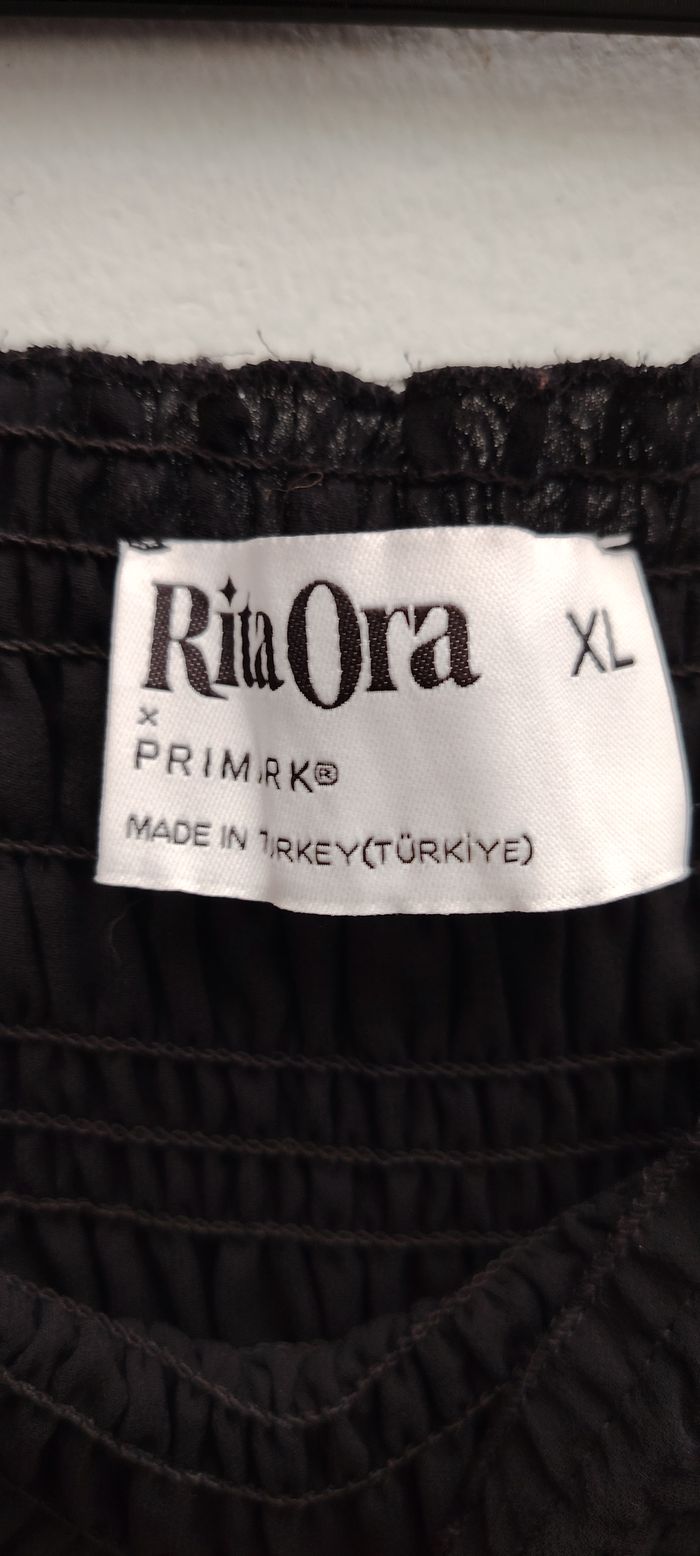 Rita Ora XL
x
PRIMARK®
MADE IN TURKEY(TÜRKİYE)